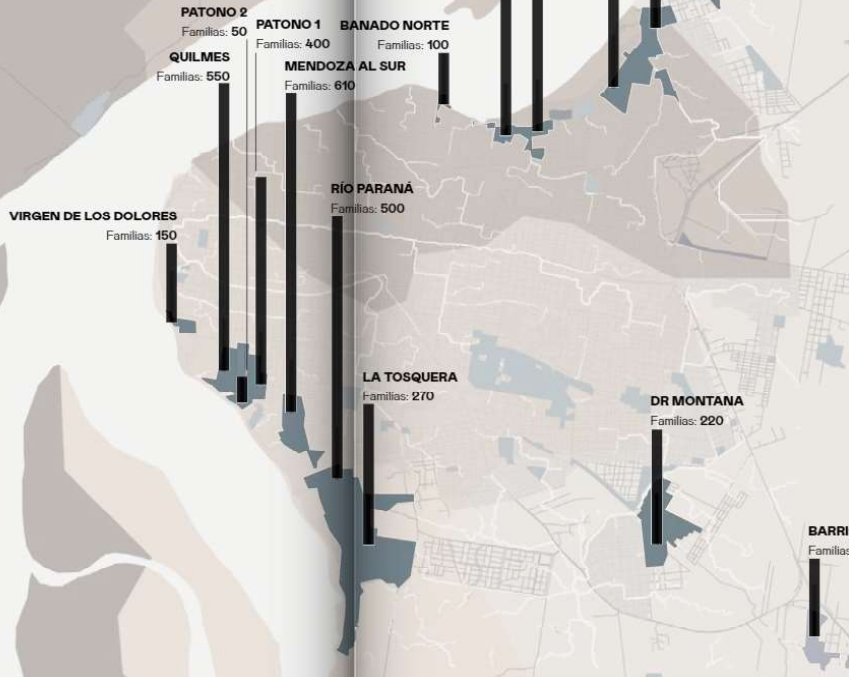 PATONO 2
Familias: 50
PATONO 1
Familias: 400
BANADO NORTE
Familias: 100
QUILMES
Familias: 550
MENDOZA AL SUR
Familias: 610
RÍO PARANÁ
Familias: 500
VIRGEN DE LOS DOLORES
Familias: 150
LA TOSQUERA
Familias: 270
DR MONTANA
Familias: 220
BARRI
Familias